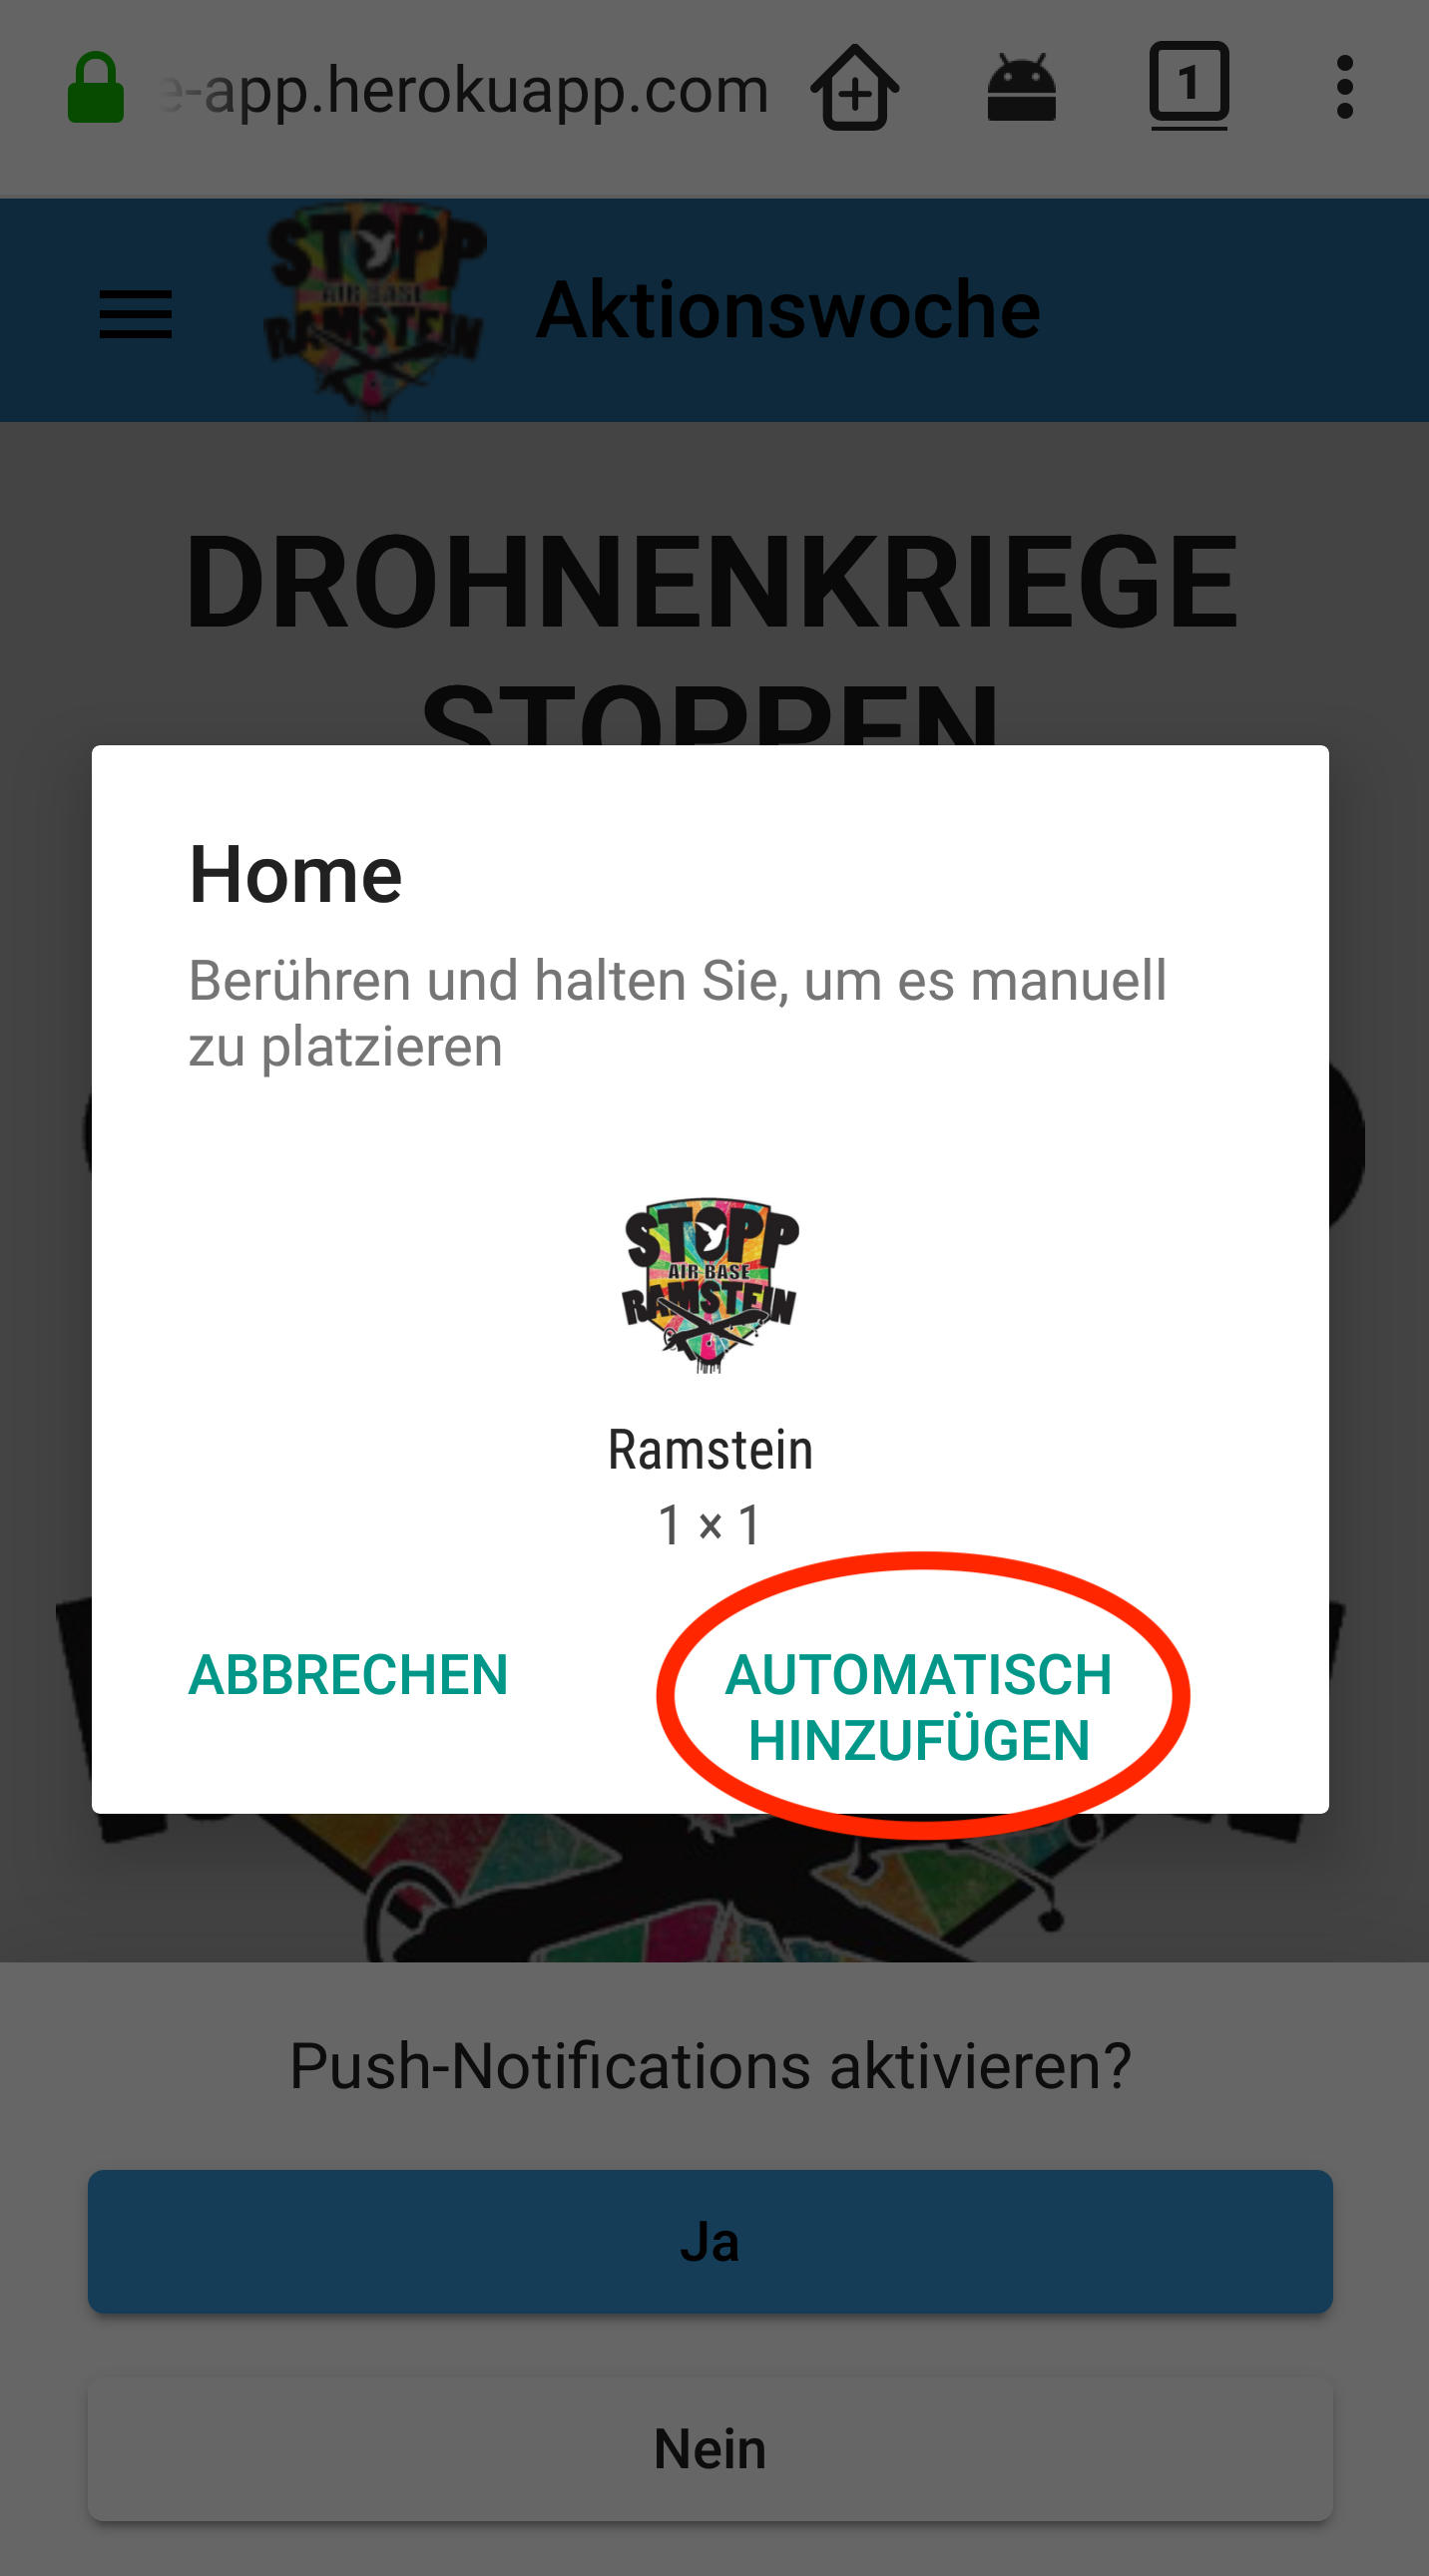 e-app.herokuapp.com
1
STOPP
AIR BASE
RAMSTEIN
Aktionswoche
DROHNENKRIEGE
STOPPEN
Home
Berühren und halten Sie, um es manuell
zu platzieren
STOPP
AIR BASE
RAMSTEIN
Ramstein
1 × 1
ABBRECHEN
AUTOMATISCH
HINZUFÜGEN
Push-Notifications aktivieren?
Ja
Nein